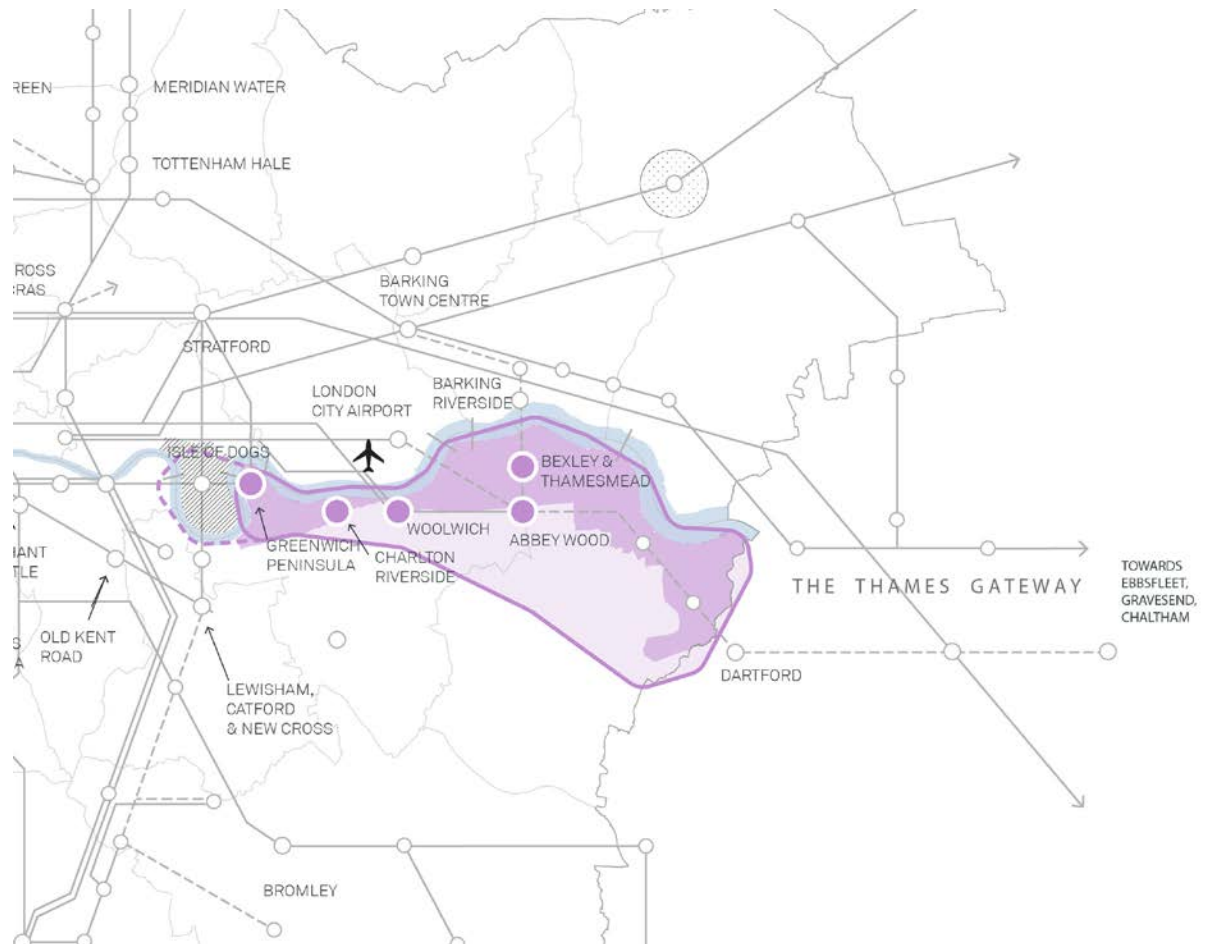 REEN
MERIDIAN WATER
TOTTENHAM HALE
ROSS
RAS
BARKING
TOWN CENTRE
STRATFORD
LONDON
CITY AIRPORT
BARKING
RIVERSIDE
ISLE OF DOGS
BEXLEY &
THAMESMEAD
WOOLWICH
ABBEY WOOD
GREENWICH
PENINSULA
CHARLTON
RIVERSIDE
HANT
TLE
THE THAMES GATEWAY
TOWARDS
EBBSFLEET,
GRAVESEND,
CHALTHAM
OLD KENT
ROAD
S
A
DARTFORD
LEWISHAM,
CATFORD
& NEW CROSS
BROMLEY